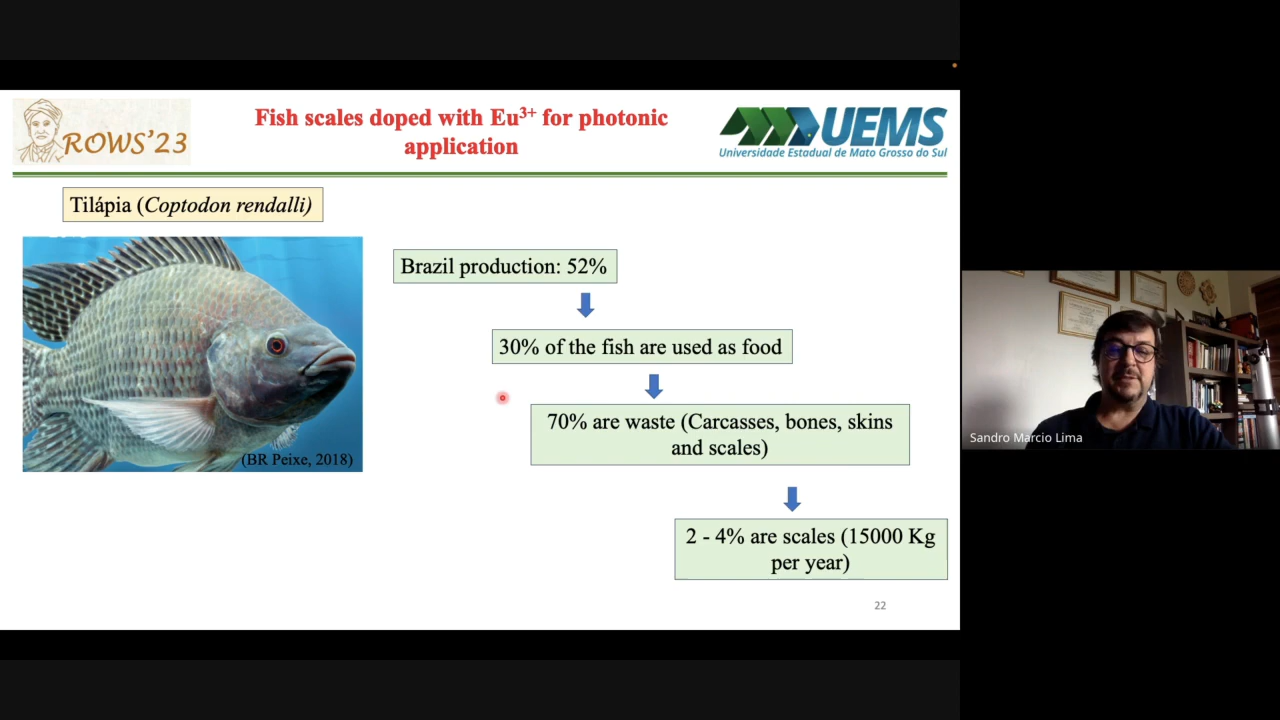 ROWS'23
Fish scales doped with Eu³⁺ for photonic
application
UEMS
Universidade Estadual de Mato Grosso do Sul
Tilápia (Coptodon rendalli)
(BR Peixe, 2018)
Brazil production: 52%
30% of the fish are used as food
70% are waste (Carcasses, bones, skins
and scales)
2 - 4% are scales (15000 Kg
per year)
22
Sandro Marcio Lima